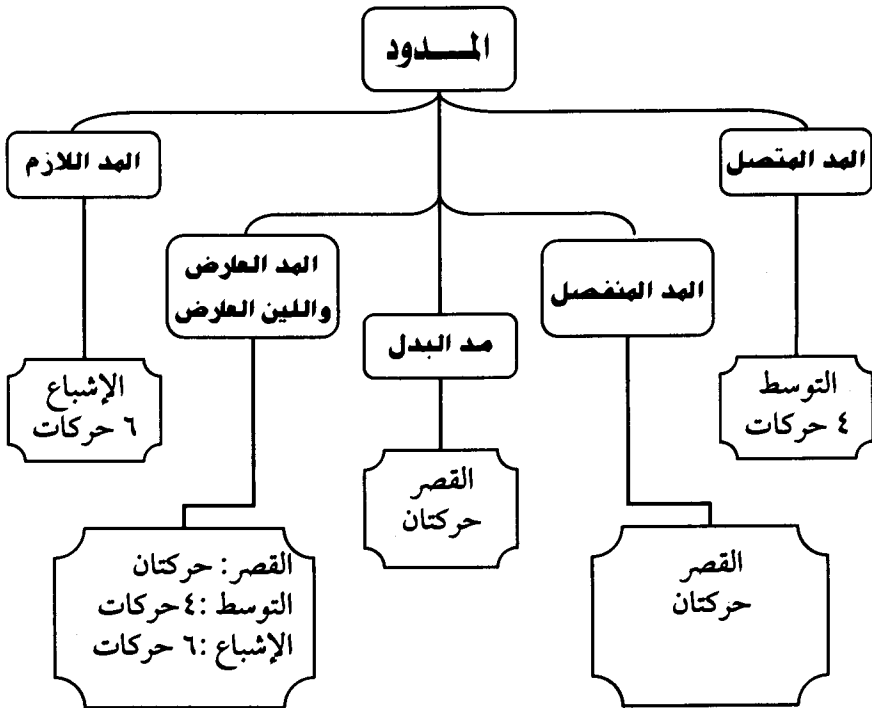 المــــدود
المد المتصل
المد اللازم
المد المنفصل
المد العارض
واللين العارض
مد البدل
التوسط
٤ حركات
الإشباع
٦ حركات
القصر
حركتان
القصر
حركتان
القصر: حركتان
التوسط :٤حركات
الإشباع :٦ حركات